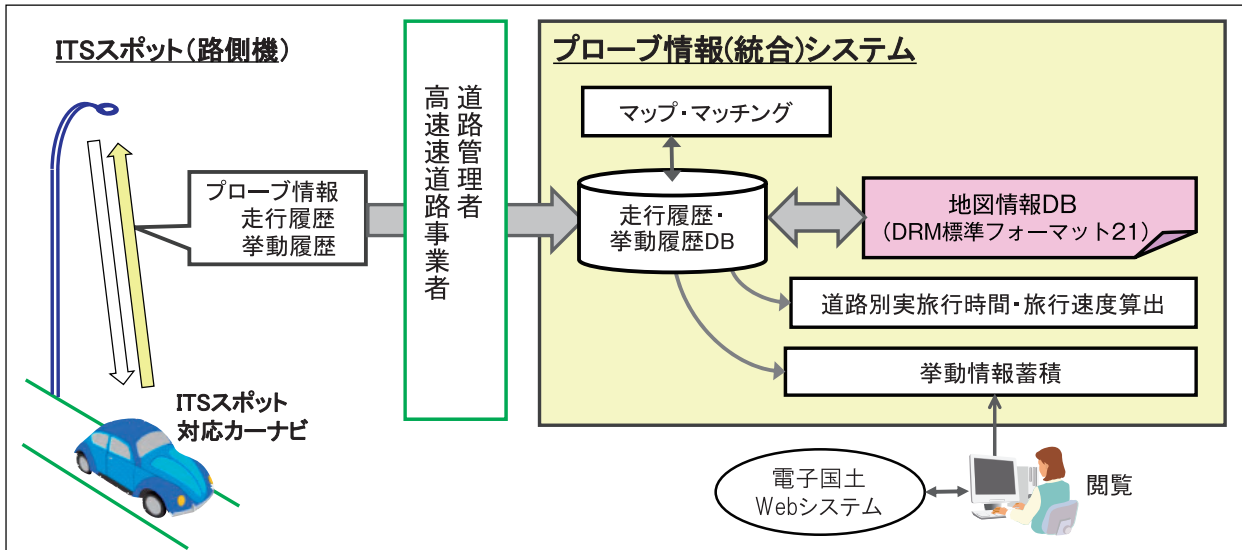 ITSスポット(路側機)
プローブ情報
走行履歴
挙動履歴
ITSスポット
対応カーナビ
道路管理者
高速速道路事業者
プローブ情報(統合)システム
マップ・マッチング
走行履歴・
挙動履歴DB
地図情報DB
(DRM標準フォーマット21)
道路別実旅行時間・旅行速度算出
挙動情報蓄積
電子国土
Webシステム
閲覧